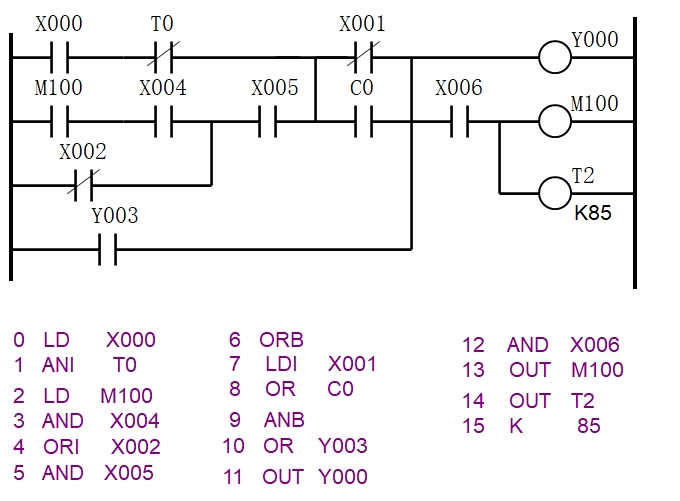 X000 T0 X001 Y000
M100 X004 X005 C0 X006 M100
X002 T2
K85
Y003
0 LD X000
1 ANI T0
2 LD M100
3 AND X004
4 ORI X002
5 AND X005
6 ORB
7 LDI X001
8 OR C0
9 ANB
10 OR Y003
11 OUT Y000
12 AND X006
13 OUT M100
14 OUT T2
15 K 85